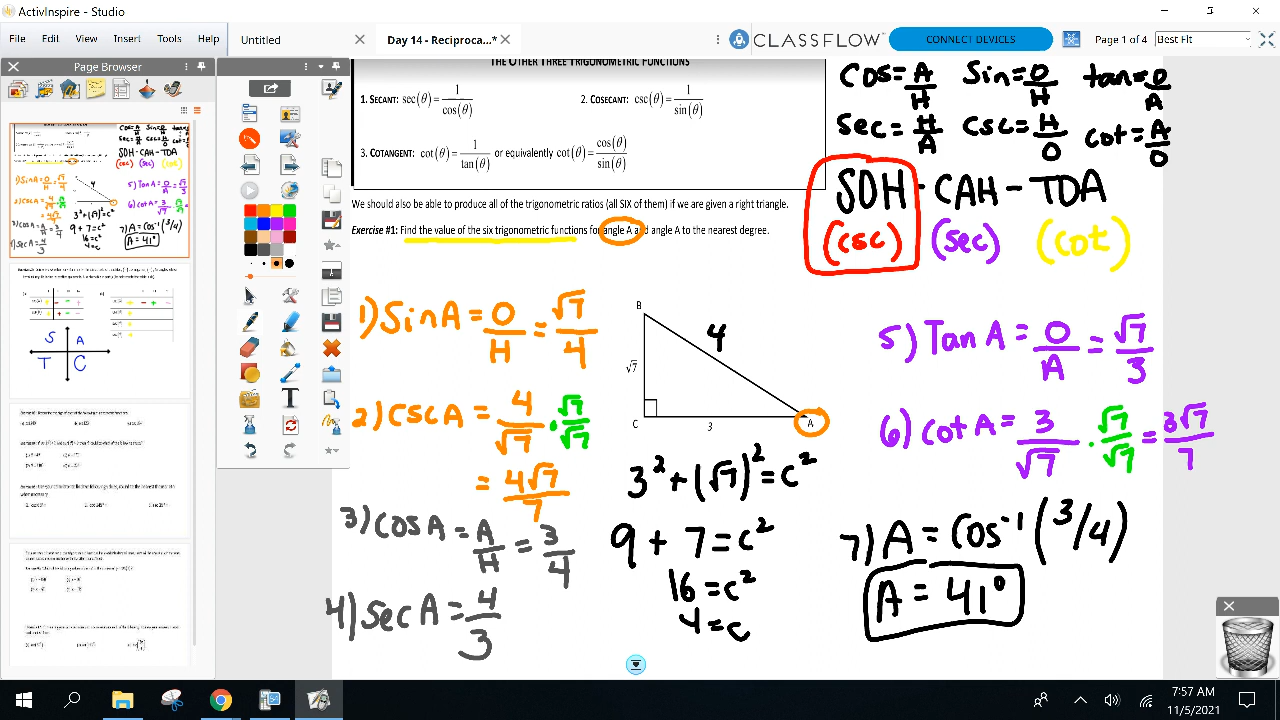 ActivInspire - Studio
File Edit View Insert Tools Help
Untitled
Day 14 - Reciproca...*
CLASSFLOW
CONNECT DEVICES
Page 1 of 4
Best Fit
Page Browser
THE OTHER THREE TRIGONOMETRIC FUNCTIONS
1. SECANT: sec(θ) = 1/cos(θ)
2. COSECANT: csc(θ) = 1/sin(θ)
3. COTANGENT: cot(θ) = 1/tan(θ) or equivalently cot(θ) = cos(θ)/sin(θ)
Cos = A/H Sin = O/H tan = O/A
Sec = H/A CSC = H/O cot = A/O
SOH - CAH - TOA
(csc) (sec) (cot)
We should also be able to produce all of the trigonometric ratios (all SIX of them) if we are given a right triangle.
Exercise #1: Find the value of the six trigonometric functions for angle A and angle A to the nearest degree.
1) Sin A = O/H = √7/4
2) CSC A = 4/√7 · √7/√7
= 4√7/7
3) Cos A = A/H = 3/4
4) Sec A = 4/3
B
4
√7
C
3
A
3² + (√7)² = c²
9 + 7 = c²
16 = c²
4 = c
5) Tan A = O/A = √7/3
6) Cot A = 3/√7 · √7/√7 = 3√7/7
7) A = Cos⁻¹(3/4)
A = 41°
7:57 AM
11/5/2021